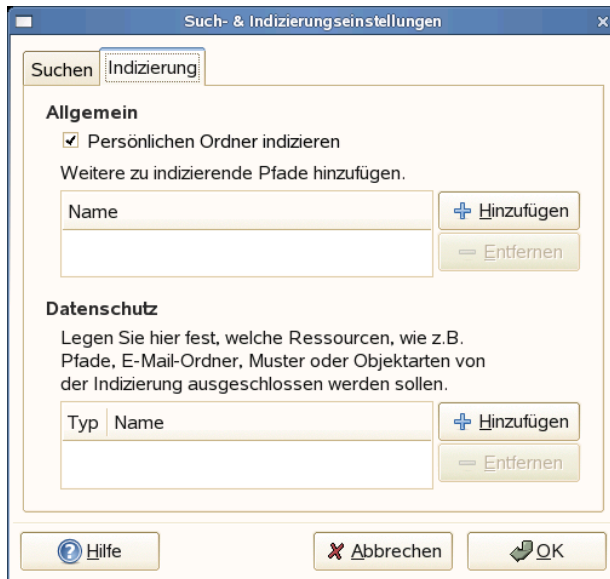 Such- & Indizierungseinstellungen
Suchen
Indizierung
Allgemein
Persönlichen Ordner indizieren
Weitere zu indizierende Pfade hinzufügen.
Name
Hinzufügen
Entfernen
Datenschutz
Legen Sie hier fest, welche Ressourcen, wie z.B.
Pfade, E-Mail-Ordner, Muster oder Objektarten von
der Indizierung ausgeschlossen werden sollen.
Typ Name
Hinzufügen
Entfernen
Hilfe
Abbrechen
OK